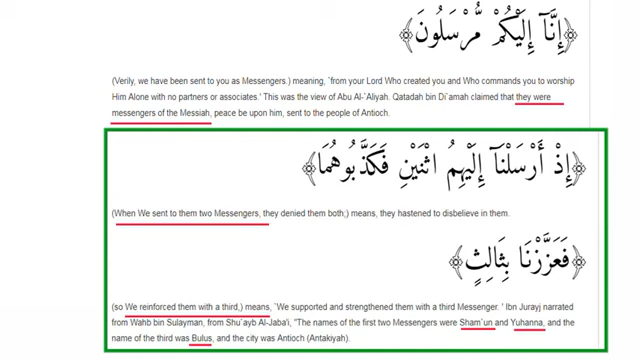 ﴿إِنَّآ إِلَيْكُمْ مُّرْسَلُونَ﴾
(Verily, we have been sent to you as Messengers.) meaning, `from your Lord Who created you and Who commands you to worship
Him Alone with no partners or associates.' This was the view of Abu Al-`Aliyah. Qatadah bin Di`amah claimed that they were
messengers of the Messiah, peace be upon him, sent to the people of Antioch.
﴿إِذْ أَرْسَلْنَآ إِلَيْهِمُ اثْنَيْنِ فَكَذَّبُوهُمَا﴾
(When We sent to them two Messengers, they denied them both;) means, they hastened to disbelieve in them.
﴿فَعَزَّزْنَا بِثَالِثٍ﴾
(so We reinforced them with a third,) means, `We supported and strengthened them with a third Messenger. ' Ibn Jurayj narrated
from Wahb bin Sulayman, from Shu`ayb Al-Jaba'i, "The names of the first two Messengers were Sham`un and Yuhanna, and the
name of the third was Bulus, and the city was Antioch (Antakiyah).